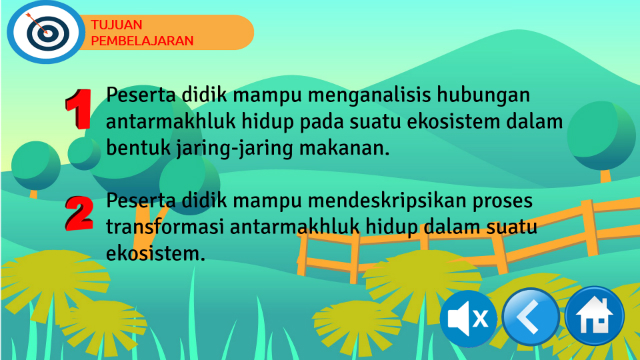 TUJUAN
PEMBELAJARAN
1 Peserta didik mampu menganalisis hubungan
antarmakhluk hidup pada suatu ekosistem dalam
bentuk jaring-jaring makanan.
2 Peserta didik mampu mendeskripsikan proses
transformasi antarmakhluk hidup dalam suatu
ekosistem.